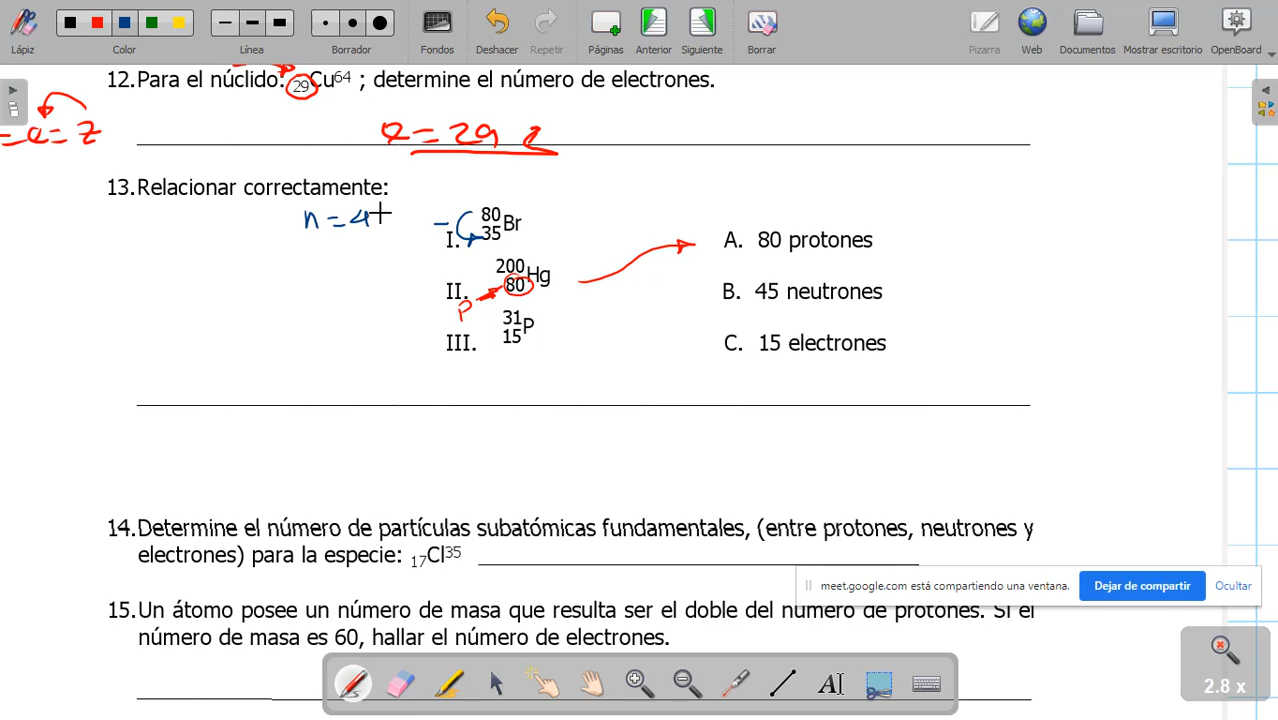 Lápiz Color Línea Borrador Fondos Deshacer Repetir Páginas Anterior Siguiente Borrar Pizarra Web Documentos Mostrar escritorio OpenBoard
12. Para el núclido: 29Cu64 ; determine el número de electrones.
= e = Z
e = 29 e
13. Relacionar correctamente:
n = 4
-
I. 80 35 Br
A. 80 protones
II. 200 80 Hg
B. 45 neutrones
P
III. 31 15 P
C. 15 electrones
14. Determine el número de partículas subatómicas fundamentales, (entre protones, neutrones y
electrones) para la especie: 17Cl35
meet.google.com está compartiendo una ventana. Dejar de compartir Ocultar
15. Un átomo posee un número de masa que resulta ser el doble del número de protones. Si el
número de masa es 60, hallar el número de electrones.
2.8 x